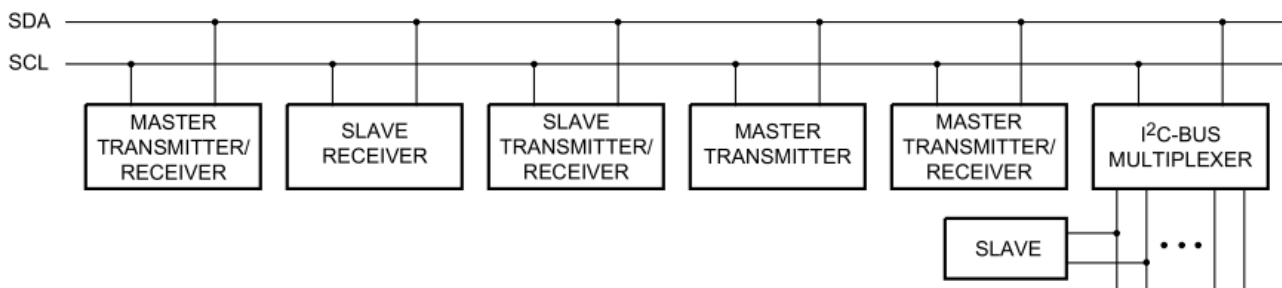 SDA
SCL
MASTER
TRANSMITTER/
RECEIVER
SLAVE
RECEIVER
SLAVE
TRANSMITTER/
RECEIVER
MASTER
TRANSMITTER
MASTER
TRANSMITTER/
RECEIVER
I²C-BUS
MULTIPLEXER
SLAVE